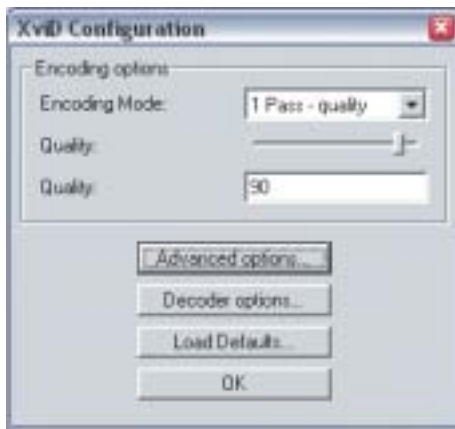 XviD Configuration
Encoding options
Encoding Mode: 1 Pass - quality
Quality:
Quality: 90
Advanced options...
Decoder options...
Load Defaults...
OK